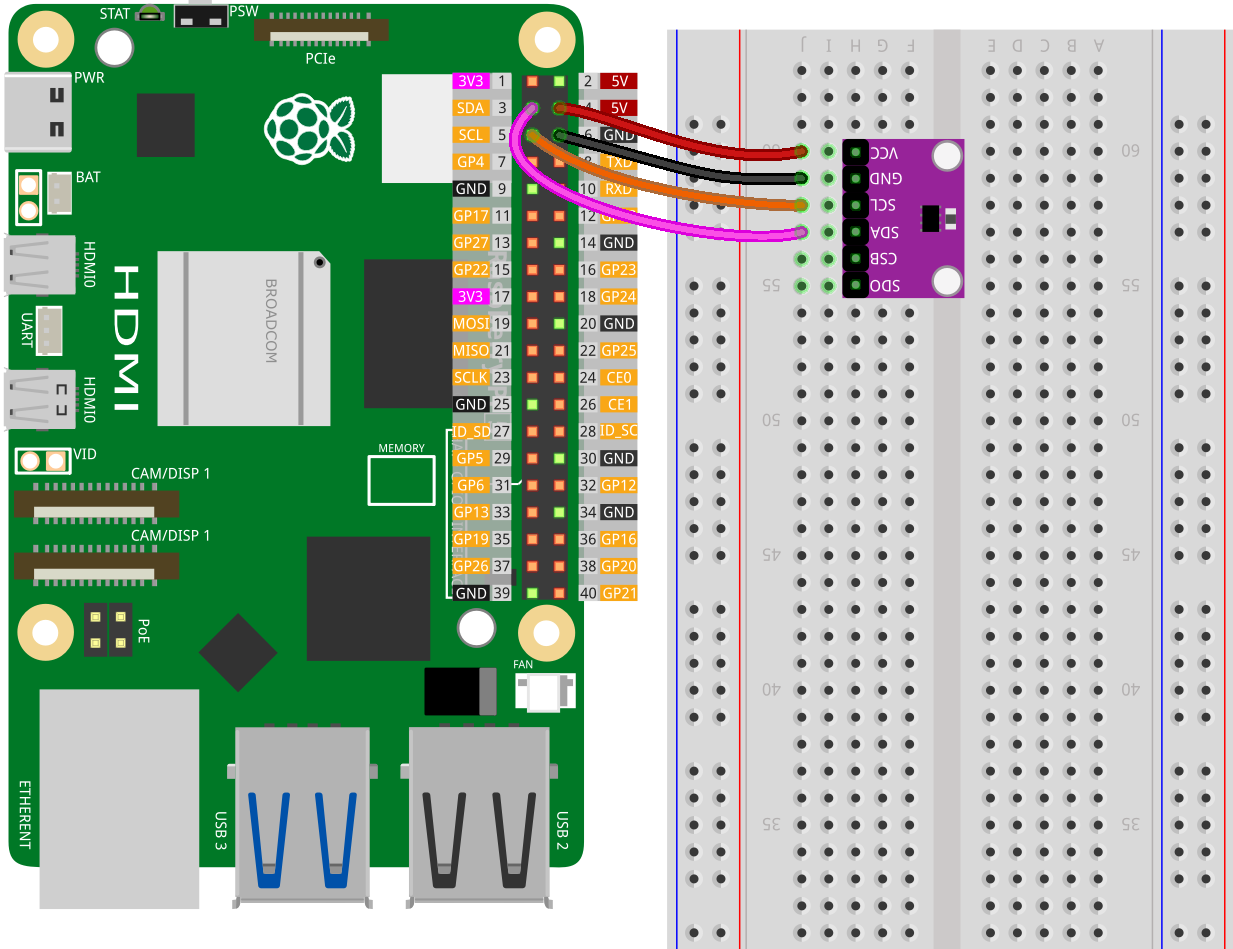 STAT
PSW
PCIe
PWR
BAT
HDMI0
UART
HDMI0
HDMI
BROADCOM
VID
CAM/DISP 1
CAM/DISP 1
MEMORY
PoE
FAN
ETHERENT
USB 3
USB 2
3V3 1 2 5V
SDA 3 4 5V
SCL 5 6 GND
GP4 7 8 TXD
GND 9 10 RXD
GP17 11 12
GP27 13 14 GND
GP22 15 16 GP23
3V3 17 18 GP24
MOSI 19 20 GND
MISO 21 22 GP25
SCLK 23 24 CE0
GND 25 26 CE1
ID_SD 27 28 ID_SC
GP5 29 30 GND
GP6 31 32 GP12
GP13 33 34 GND
GP19 35 36 GP16
GP26 37 38 GP20
GND 39 40 GP21
J I H G F E D C B A
60
VCC
GND
SCL
SDA
CSB
SDO
55 55
50 50
45 45
40 40
35 35